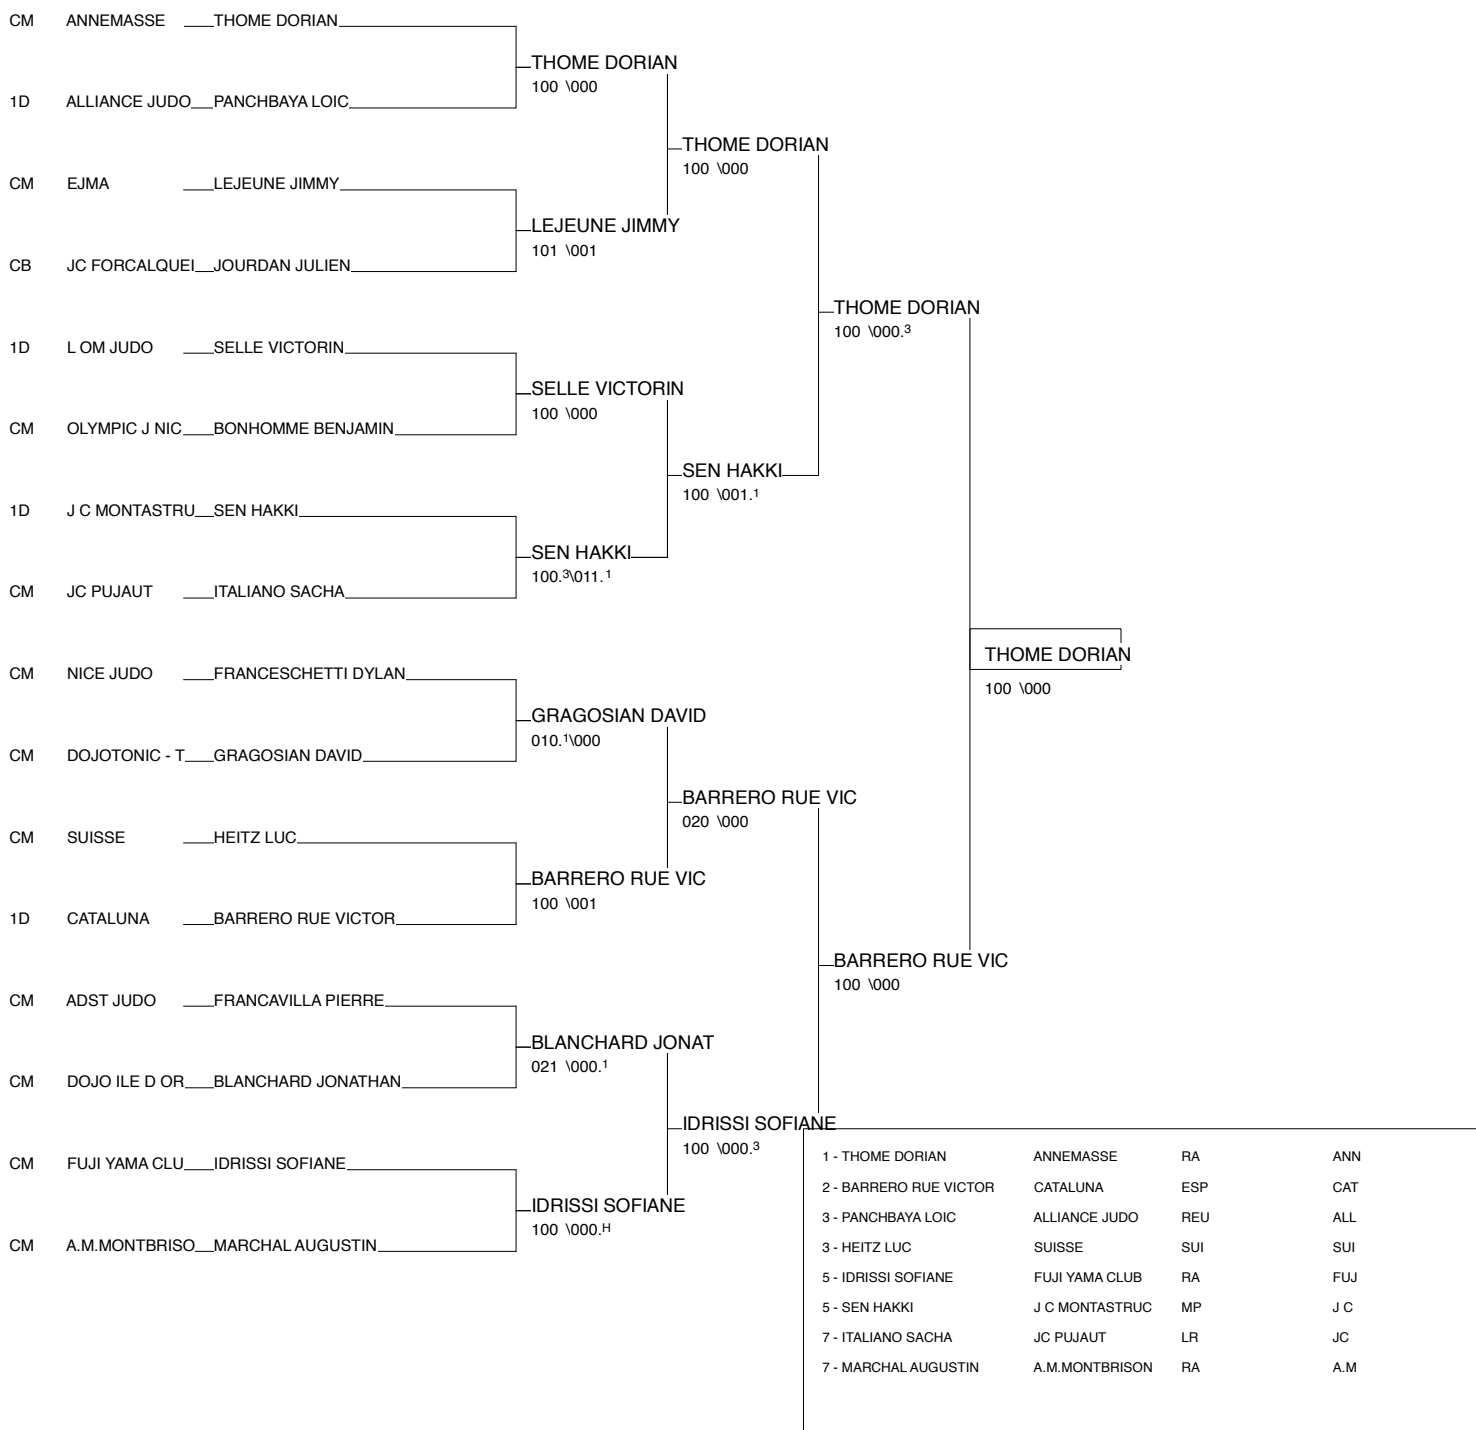 CM ANNEMASSE THOME DORIAN
THOME DORIAN
100 \000
1D ALLIANCE JUDO PANCHBAYA LOIC
THOME DORIAN
100 \000
CM EJMA LEJEUNE JIMMY
LEJEUNE JIMMY
101 \001
CB JC FORCALQUEI JOURDAN JULIEN
THOME DORIAN
100 \000.3
1D L OM JUDO SELLE VICTORIN
SELLE VICTORIN
100 \000
CM OLYMPIC J NIC BONHOMME BENJAMIN
SEN HAKKI
100 \001.1
1D J C MONTASTRU SEN HAKKI
SEN HAKKI
100.3\011.1
CM JC PUJAUT ITALIANO SACHA
THOME DORIAN
100 \000
CM NICE JUDO FRANCESCHETTI DYLAN
GRAGOSIAN DAVID
010.1\000
CM DOJOTONIC - T GRAGOSIAN DAVID
BARRERO RUE VIC
020 \000
CM SUISSE HEITZ LUC
BARRERO RUE VIC
100 \001
1D CATALUNA BARRERO RUE VICTOR
BARRERO RUE VIC
100 \000
CM ADST JUDO FRANCAVILLA PIERRE
BLANCHARD JONAT
021 \000.1
CM DOJO ILE D OR BLANCHARD JONATHAN
IDRISSI SOFIANE
100 \000.3
CM FUJI YAMA CLU IDRISSI SOFIANE
IDRISSI SOFIANE
100 \000.H
CM A.M.MONTBRISO MARCHAL AUGUSTIN
1 - THOME DORIAN ANNEMASSE RA ANN
2 - BARRERO RUE VICTOR CATALUNA ESP CAT
3 - PANCHBAYA LOIC ALLIANCE JUDO REU ALL
3 - HEITZ LUC SUISSE SUI SUI
5 - IDRISSI SOFIANE FUJI YAMA CLUB RA FUJ
5 - SEN HAKKI J C MONTASTRUC MP J C
7 - ITALIANO SACHA JC PUJAUT LR JC
7 - MARCHAL AUGUSTIN A.M.MONTBRISON RA A.M